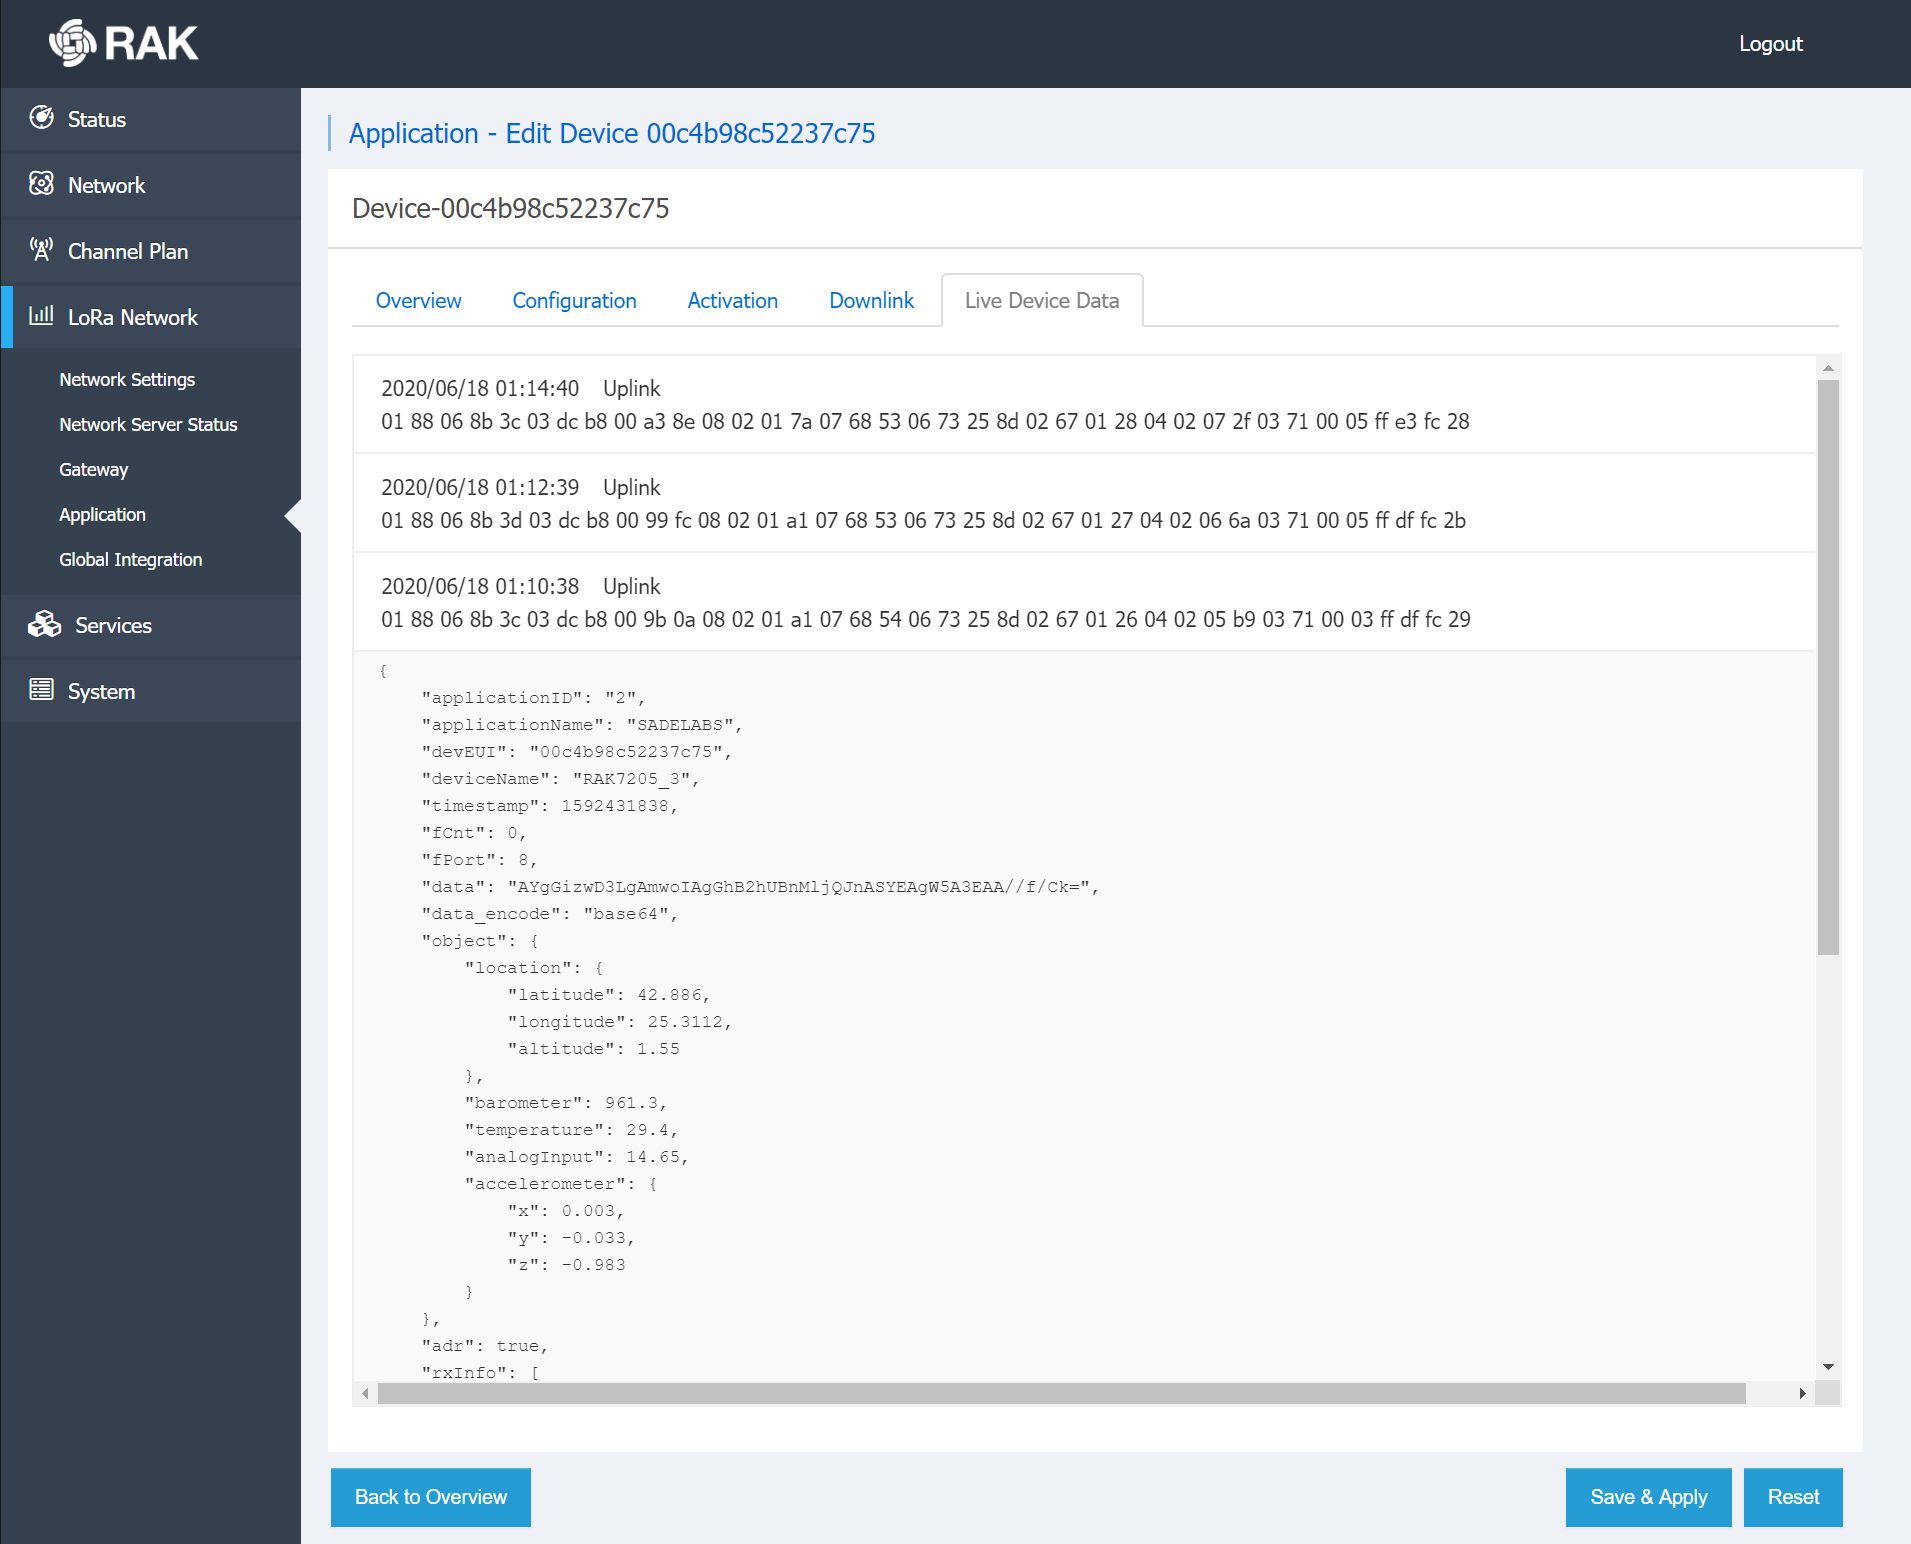 RAK
Logout
Status
Network
Channel Plan
LoRa Network
Network Settings
Network Server Status
Gateway
Application
Global Integration
Services
System
Application - Edit Device 00c4b98c52237c75
Device-00c4b98c52237c75
Overview Configuration Activation Downlink Live Device Data
2020/06/18 01:14:40 Uplink
01 88 06 8b 3c 03 dc b8 00 a3 8e 08 02 01 7a 07 68 53 06 73 25 8d 02 67 01 28 04 02 07 2f 03 71 00 05 ff e3 fc 28
2020/06/18 01:12:39 Uplink
01 88 06 8b 3d 03 dc b8 00 99 fc 08 02 01 a1 07 68 53 06 73 25 8d 02 67 01 27 04 02 06 6a 03 71 00 05 ff df fc 2b
2020/06/18 01:10:38 Uplink
01 88 06 8b 3c 03 dc b8 00 9b 0a 08 02 01 a1 07 68 54 06 73 25 8d 02 67 01 26 04 02 05 b9 03 71 00 03 ff df fc 29
{
"applicationID": "2",
"applicationName": "SADELABS",
"devEUI": "00c4b98c52237c75",
"deviceName": "RAK7205_3",
"timestamp": 1592431838,
"fCnt": 0,
"fPort": 8,
"data": "AYgGizwD3LgAmwoIAgGhB2hUBnMljQJnASYEAgW5A3EAA//f/Ck=",
"data_encode": "base64",
"object": {
"location": {
"latitude": 42.886,
"longitude": 25.3112,
"altitude": 1.55
},
"barometer": 961.3,
"temperature": 29.4,
"analogInput": 14.65,
"accelerometer": {
"x": 0.003,
"y": -0.033,
"z": -0.983
}
},
"adr": true,
"rxInfo": [
Back to Overview
Save & Apply
Reset